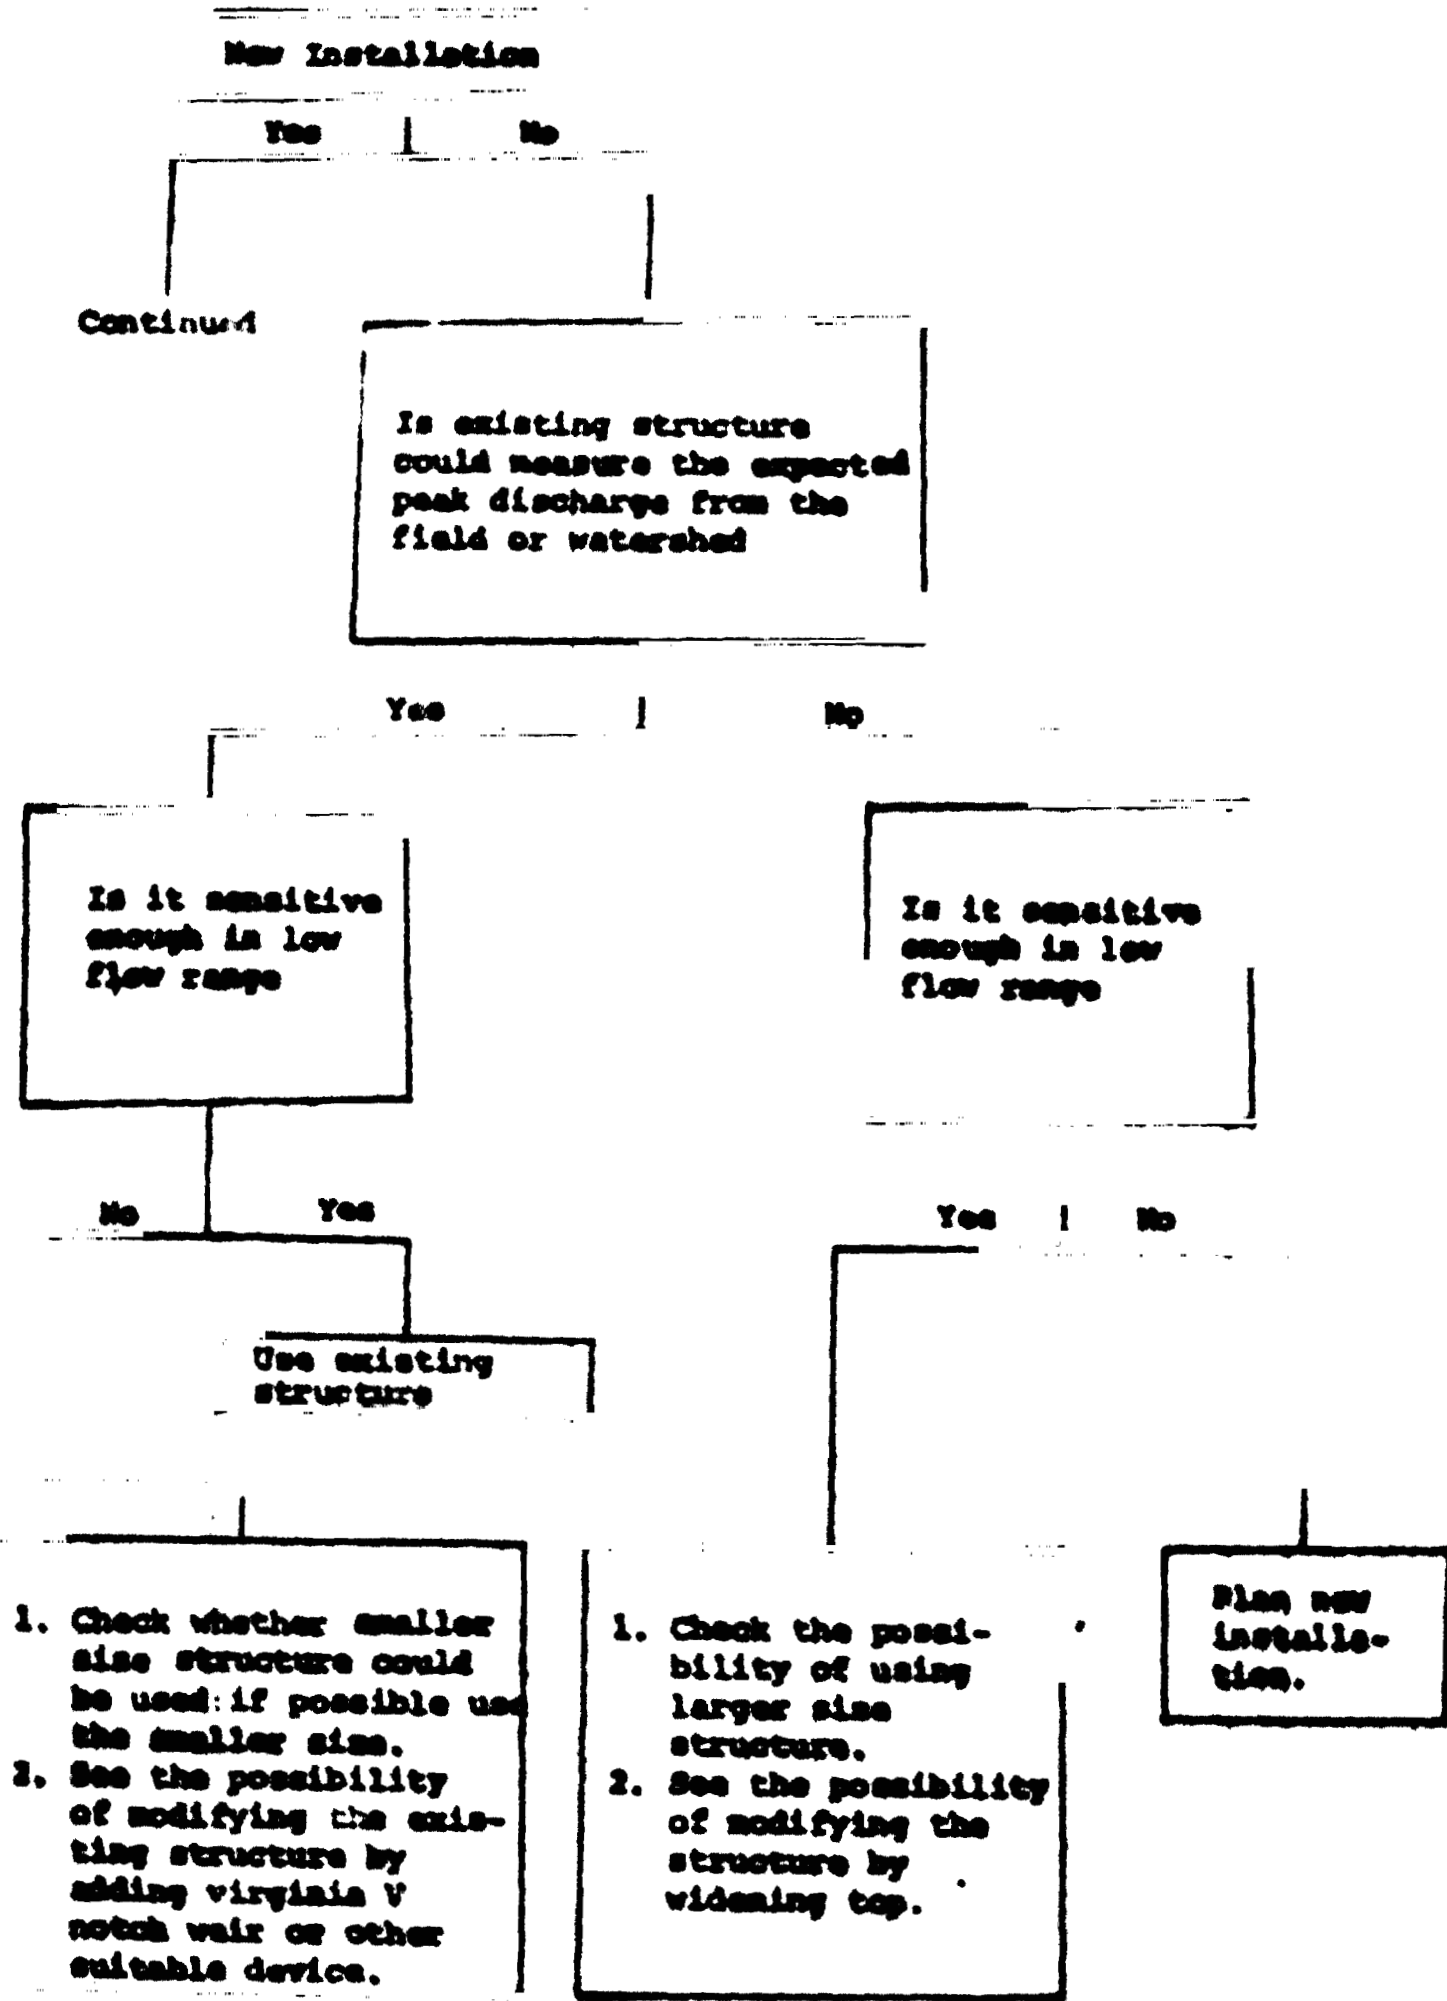 New Installation
Yes No
Continued
Is existing structure
could measure the expected
peak discharge from the
field or watershed
Yes No
Is it sensitive
enough in low
flow range
Is it sensitive
enough in low
flow range
No Yes
Yes No
Use existing
structure
1. Check whether smaller
size structure could
be used: if possible use
the smaller size.
2. See the possibility
of modifying the exis-
ting structure by
adding virginia V
notch wair or other
suitable device.
1. Check the possi-
bility of using
larger size
structure.
2. See the possibility
of modifying the
structure by
widening top.
Plan new
installa-
tion.